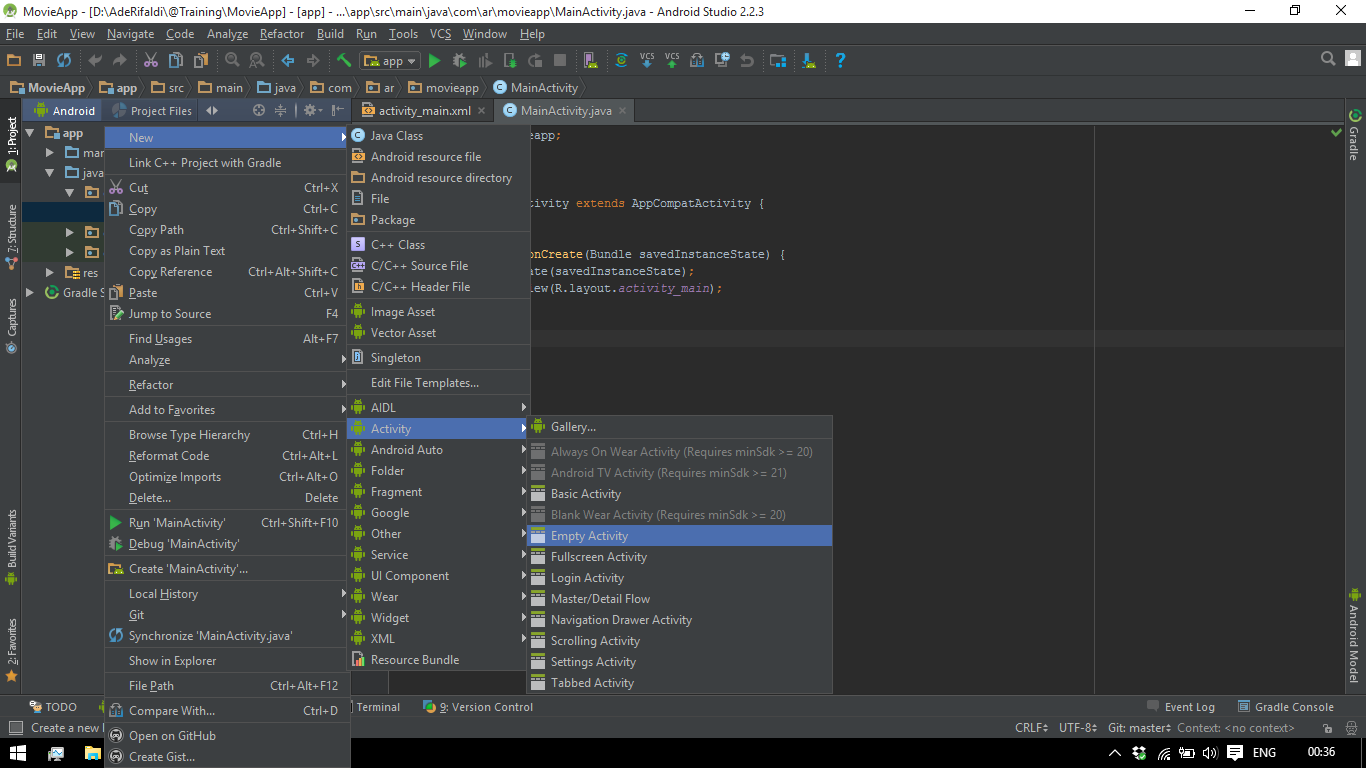 MovieApp - [D:\AdeRifaldi\@Training\MovieApp] - [app] - ...\app\src\main\java\com\ar\movieapp\MainActivity.java - Android Studio 2.2.3
File Edit View Navigate Code Analyze Refactor Build Run Tools VCS Window Help
app VCS VCS
MovieApp app src main java com ar movieapp MainActivity
Android Project Files activity_main.xml MainActivity.java
1: Project
7: Structure
Captures
Build Variants
2: Favorites
app
java
res
New
Link C++ Project with Gradle
Cut Ctrl+X
Copy Ctrl+C
Copy Path Ctrl+Shift+C
Copy as Plain Text
Copy Reference Ctrl+Alt+Shift+C
Paste Ctrl+V
Jump to Source F4
Find Usages Alt+F7
Analyze
Refactor
Add to Favorites
Browse Type Hierarchy Ctrl+H
Reformat Code Ctrl+Alt+L
Optimize Imports Ctrl+Alt+O
Delete... Delete
Run 'MainActivity' Ctrl+Shift+F10
Debug 'MainActivity'
Create 'MainActivity'...
Local History
Git
Synchronize 'MainActivity.java'
Show in Explorer
File Path Ctrl+Alt+F12
Compare With... Ctrl+D
Open on GitHub
Create Gist...
Java Class
Android resource file
Android resource directory
File
Package
C++ Class
C/C++ Source File
C/C++ Header File
Image Asset
Vector Asset
Singleton
Edit File Templates...
AIDL
Activity
Android Auto
Folder
Fragment
Google
Other
Service
UI Component
Wear
Widget
XML
Resource Bundle
Gallery...
Always On Wear Activity (Requires minSdk >= 20)
Android TV Activity (Requires minSdk >= 21)
Basic Activity
Blank Wear Activity (Requires minSdk >= 20)
Empty Activity
Fullscreen Activity
Login Activity
Master/Detail Flow
Navigation Drawer Activity
Scrolling Activity
Settings Activity
Tabbed Activity
eapp;
tivity extends AppCompatActivity {
onCreate(Bundle savedInstanceState) {
ate(savedInstanceState);
iew(R.layout.activity_main);
Gradle
Android Model
TODO Terminal 9: Version Control Event Log Gradle Console
Create a new CRLF UTF-8 Git: master Context: <no context>
ENG 00:36